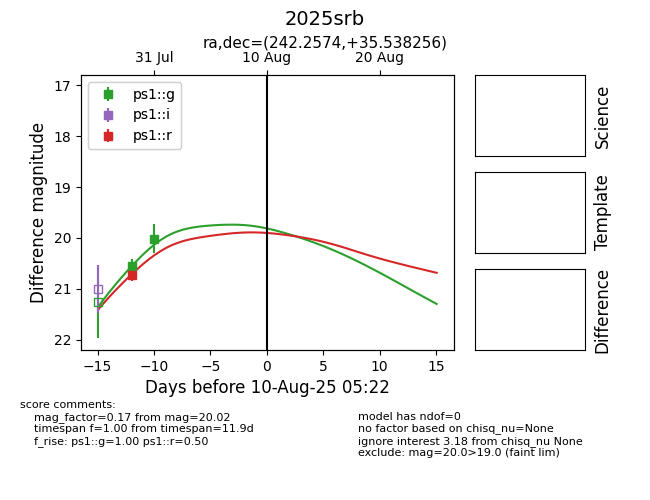 2025srb
ra,dec=(242.2574,+35.538256)
31 Jul 10 Aug 20 Aug
ps1::g
ps1::i
ps1::r
17
18
19
20
21
22
Difference magnitude
−15 −10 −5 0 5 10 15
Days before 10-Aug-25 05:22
Science
Template
Difference
score comments:
mag_factor=0.17 from mag=20.02
timespan f=1.00 from timespan=11.9d
f_rise: ps1::g=1.00 ps1::r=0.50
model has ndof=0
no factor based on chisq_nu=None
ignore interest 3.18 from chisq_nu None
exclude: mag=20.0>19.0 (faint lim)